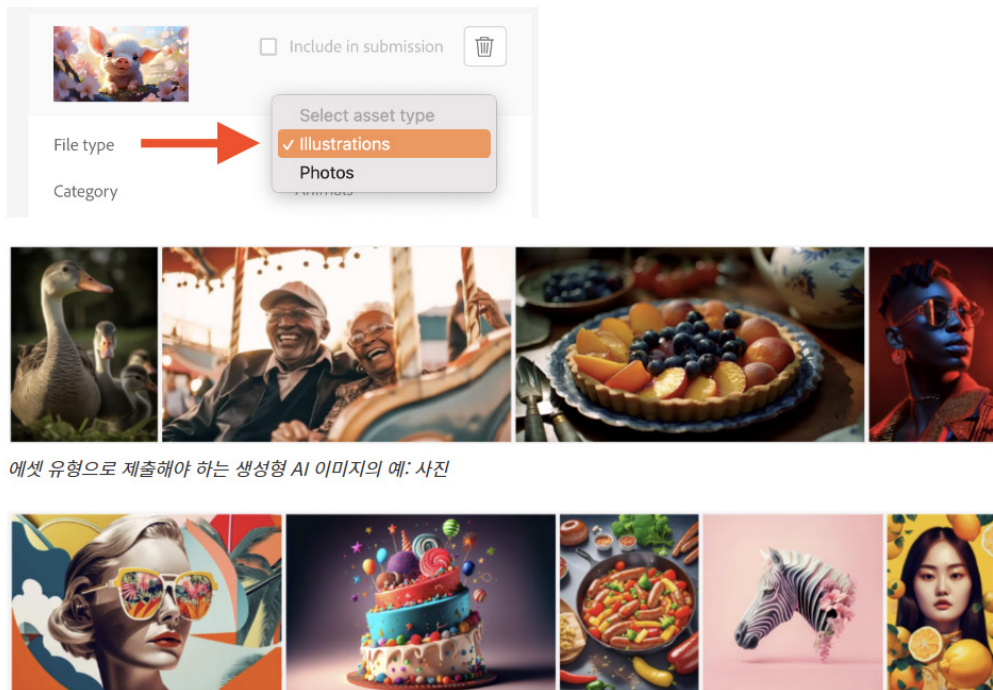 Include in submission
Select asset type
File type
✓ Illustrations
Photos
Category
에셋 유형으로 제출해야 하는 생성형 AI 이미지의 예: 사진